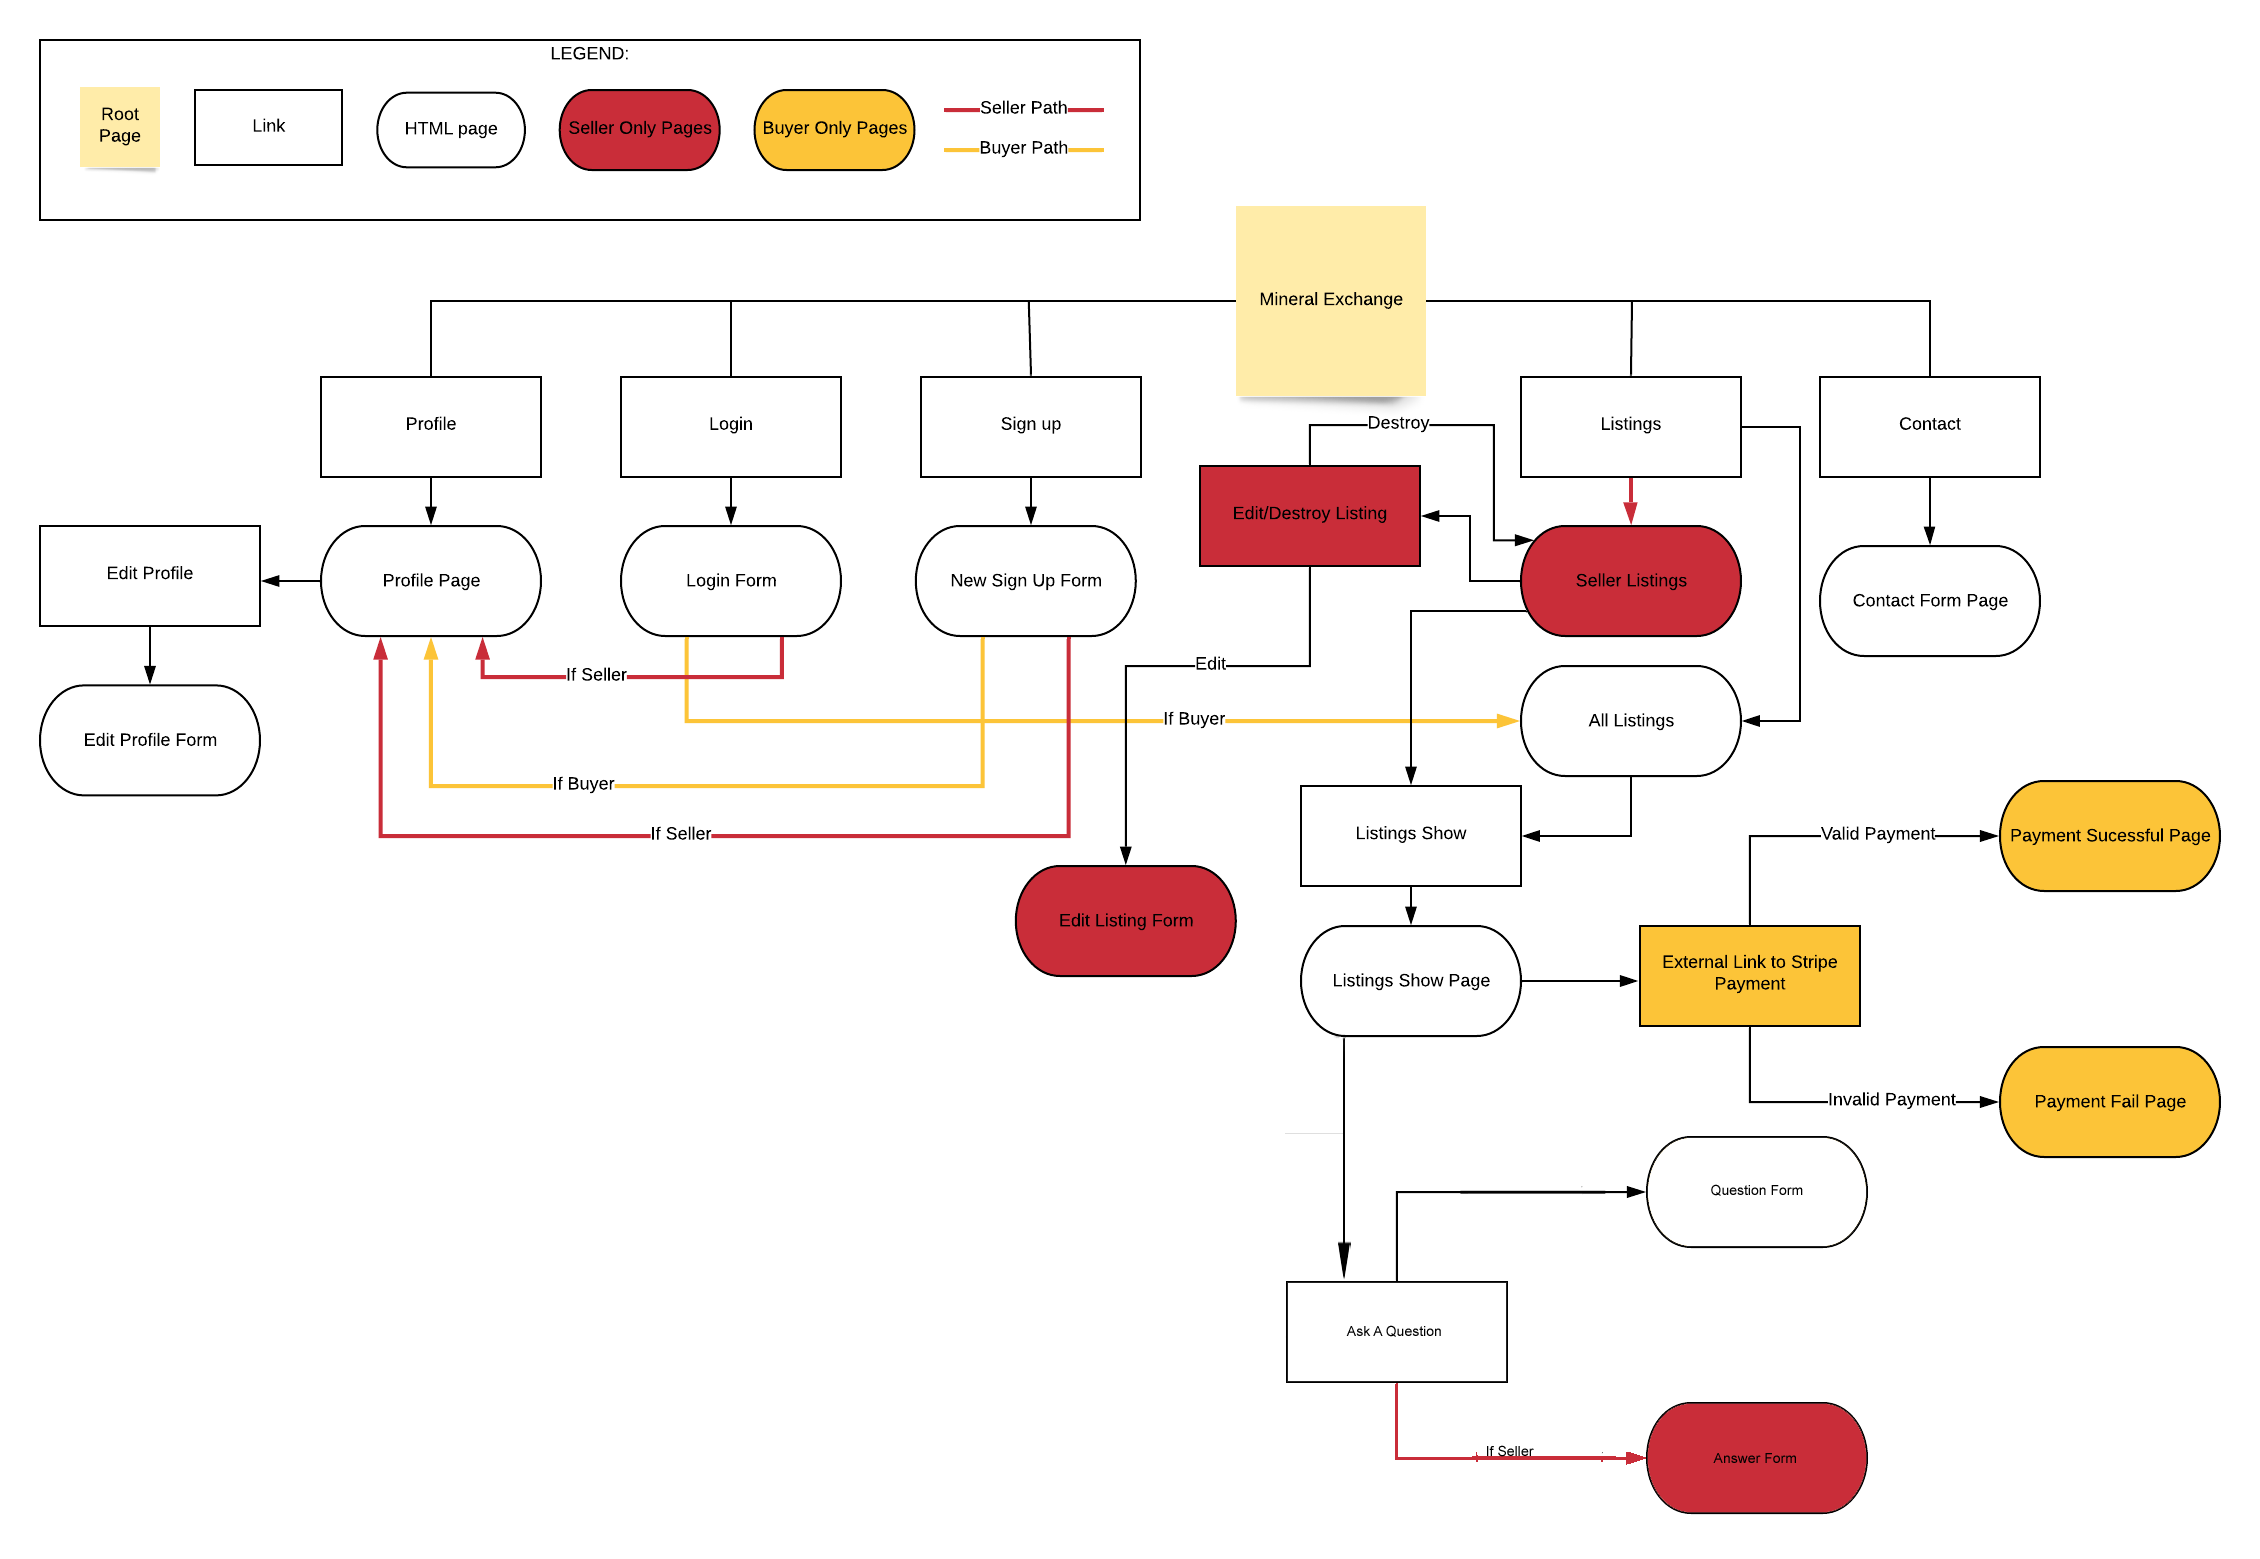 LEGEND:
Root
Page
Link
HTML page
Seller Only Pages
Buyer Only Pages
Seller Path
Buyer Path
Mineral Exchange
Profile
Login
Sign up
Destroy
Listings
Contact
Edit/Destroy Listing
Edit Profile
Profile Page
Login Form
New Sign Up Form
Seller Listings
Contact Form Page
If Seller
Edit
If Buyer
All Listings
Edit Profile Form
If Buyer
If Seller
Listings Show
Valid Payment
Payment Sucessful Page
Edit Listing Form
Listings Show Page
External Link to Stripe
Payment
Invalid Payment
Payment Fail Page
Question Form
Ask A Question
If Seller
Answer Form